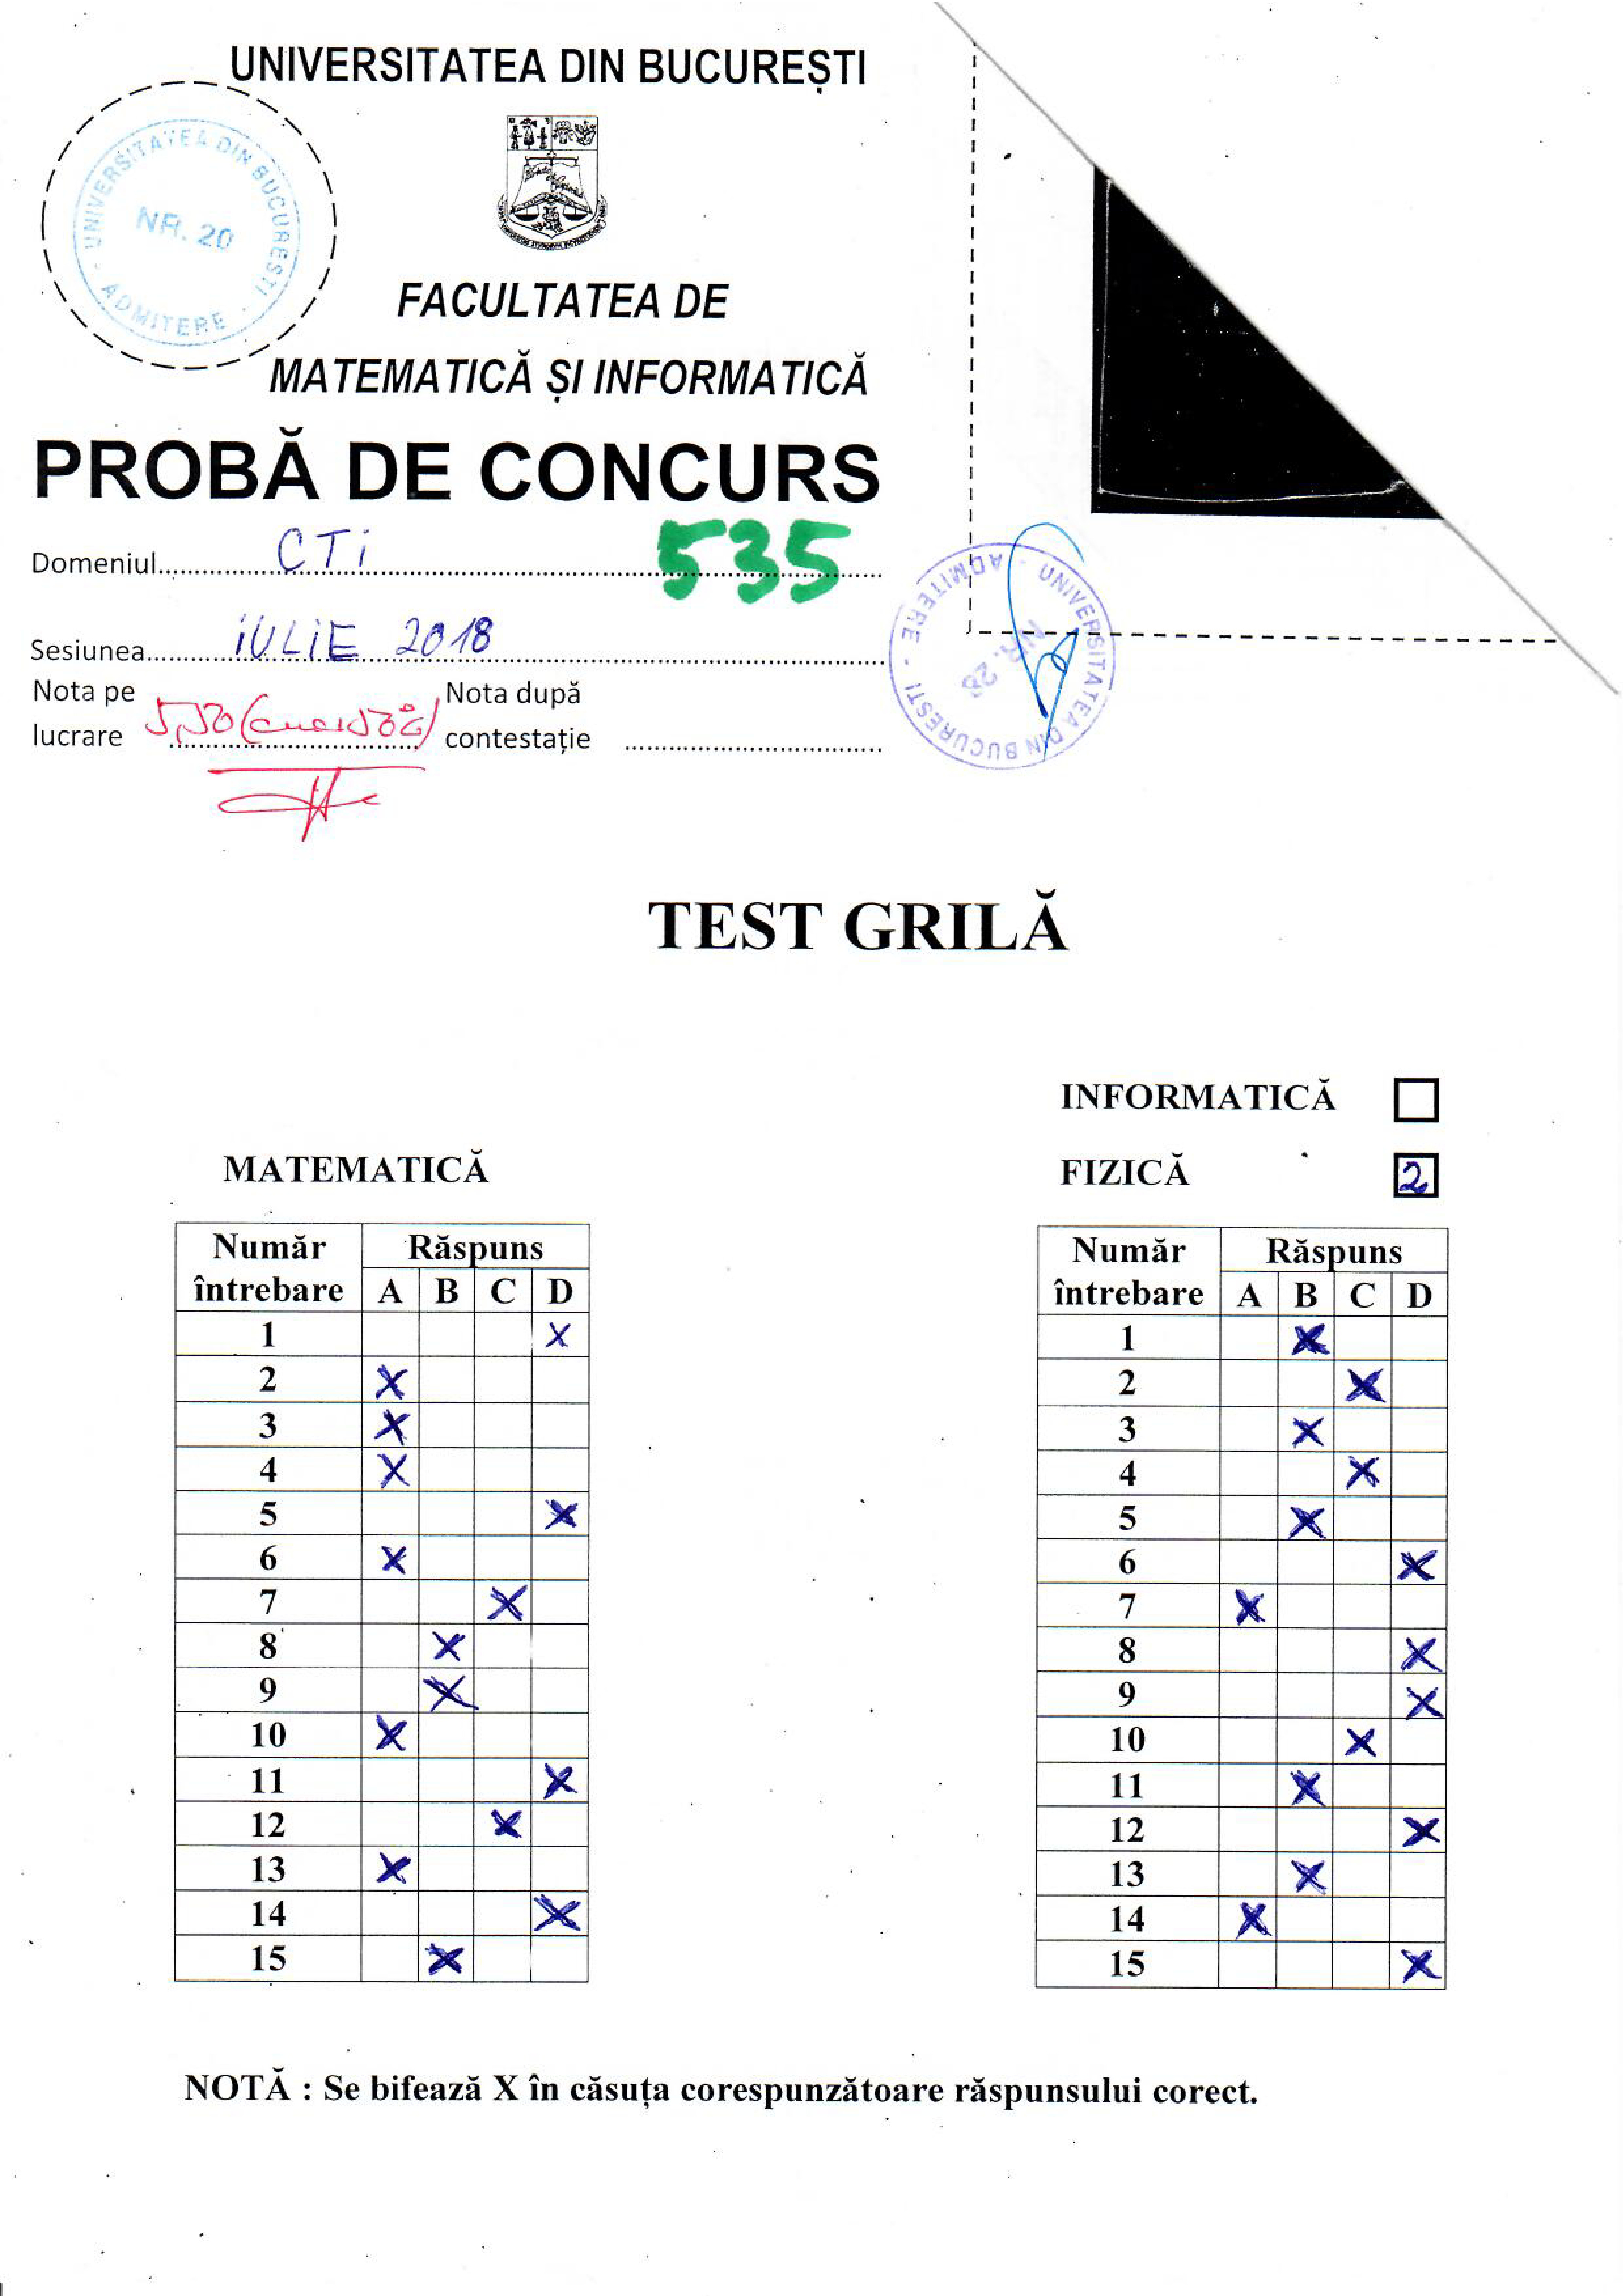 UNIVERSITATEA DIN BUCUREȘTI
UNIVERSITATEA DIN BUCUREȘTI
NR. 20
- ADMITERE -
FACULTATEA DE
MATEMATICĂ ȘI INFORMATICĂ
PROBĂ DE CONCURS
Domeniul CTi 535
Sesiunea iULiE 2018
Nota pe lucrare 5,50 Nota după contestație
UNIVERSITATEA DIN BUCURESTI
- ADMITERE -
NR. 28
TEST GRILĂ
INFORMATICĂ
MATEMATICĂ
FIZICĂ 2
Număr întrebare Răspuns
A B C D
1 X
2 X
3 X
4 X
5 X
6 X
7 X
8 X
9 X
10 X
11 X
12 X
13 X
14 X
15 X
Număr întrebare Răspuns
A B C D
1 X
2 X
3 X
4 X
5 X
6 X
7 X
8 X
9 X
10 X
11 X
12 X
13 X
14 X
15 X
NOTĂ : Se bifează X în căsuța corespunzătoare răspunsului corect.